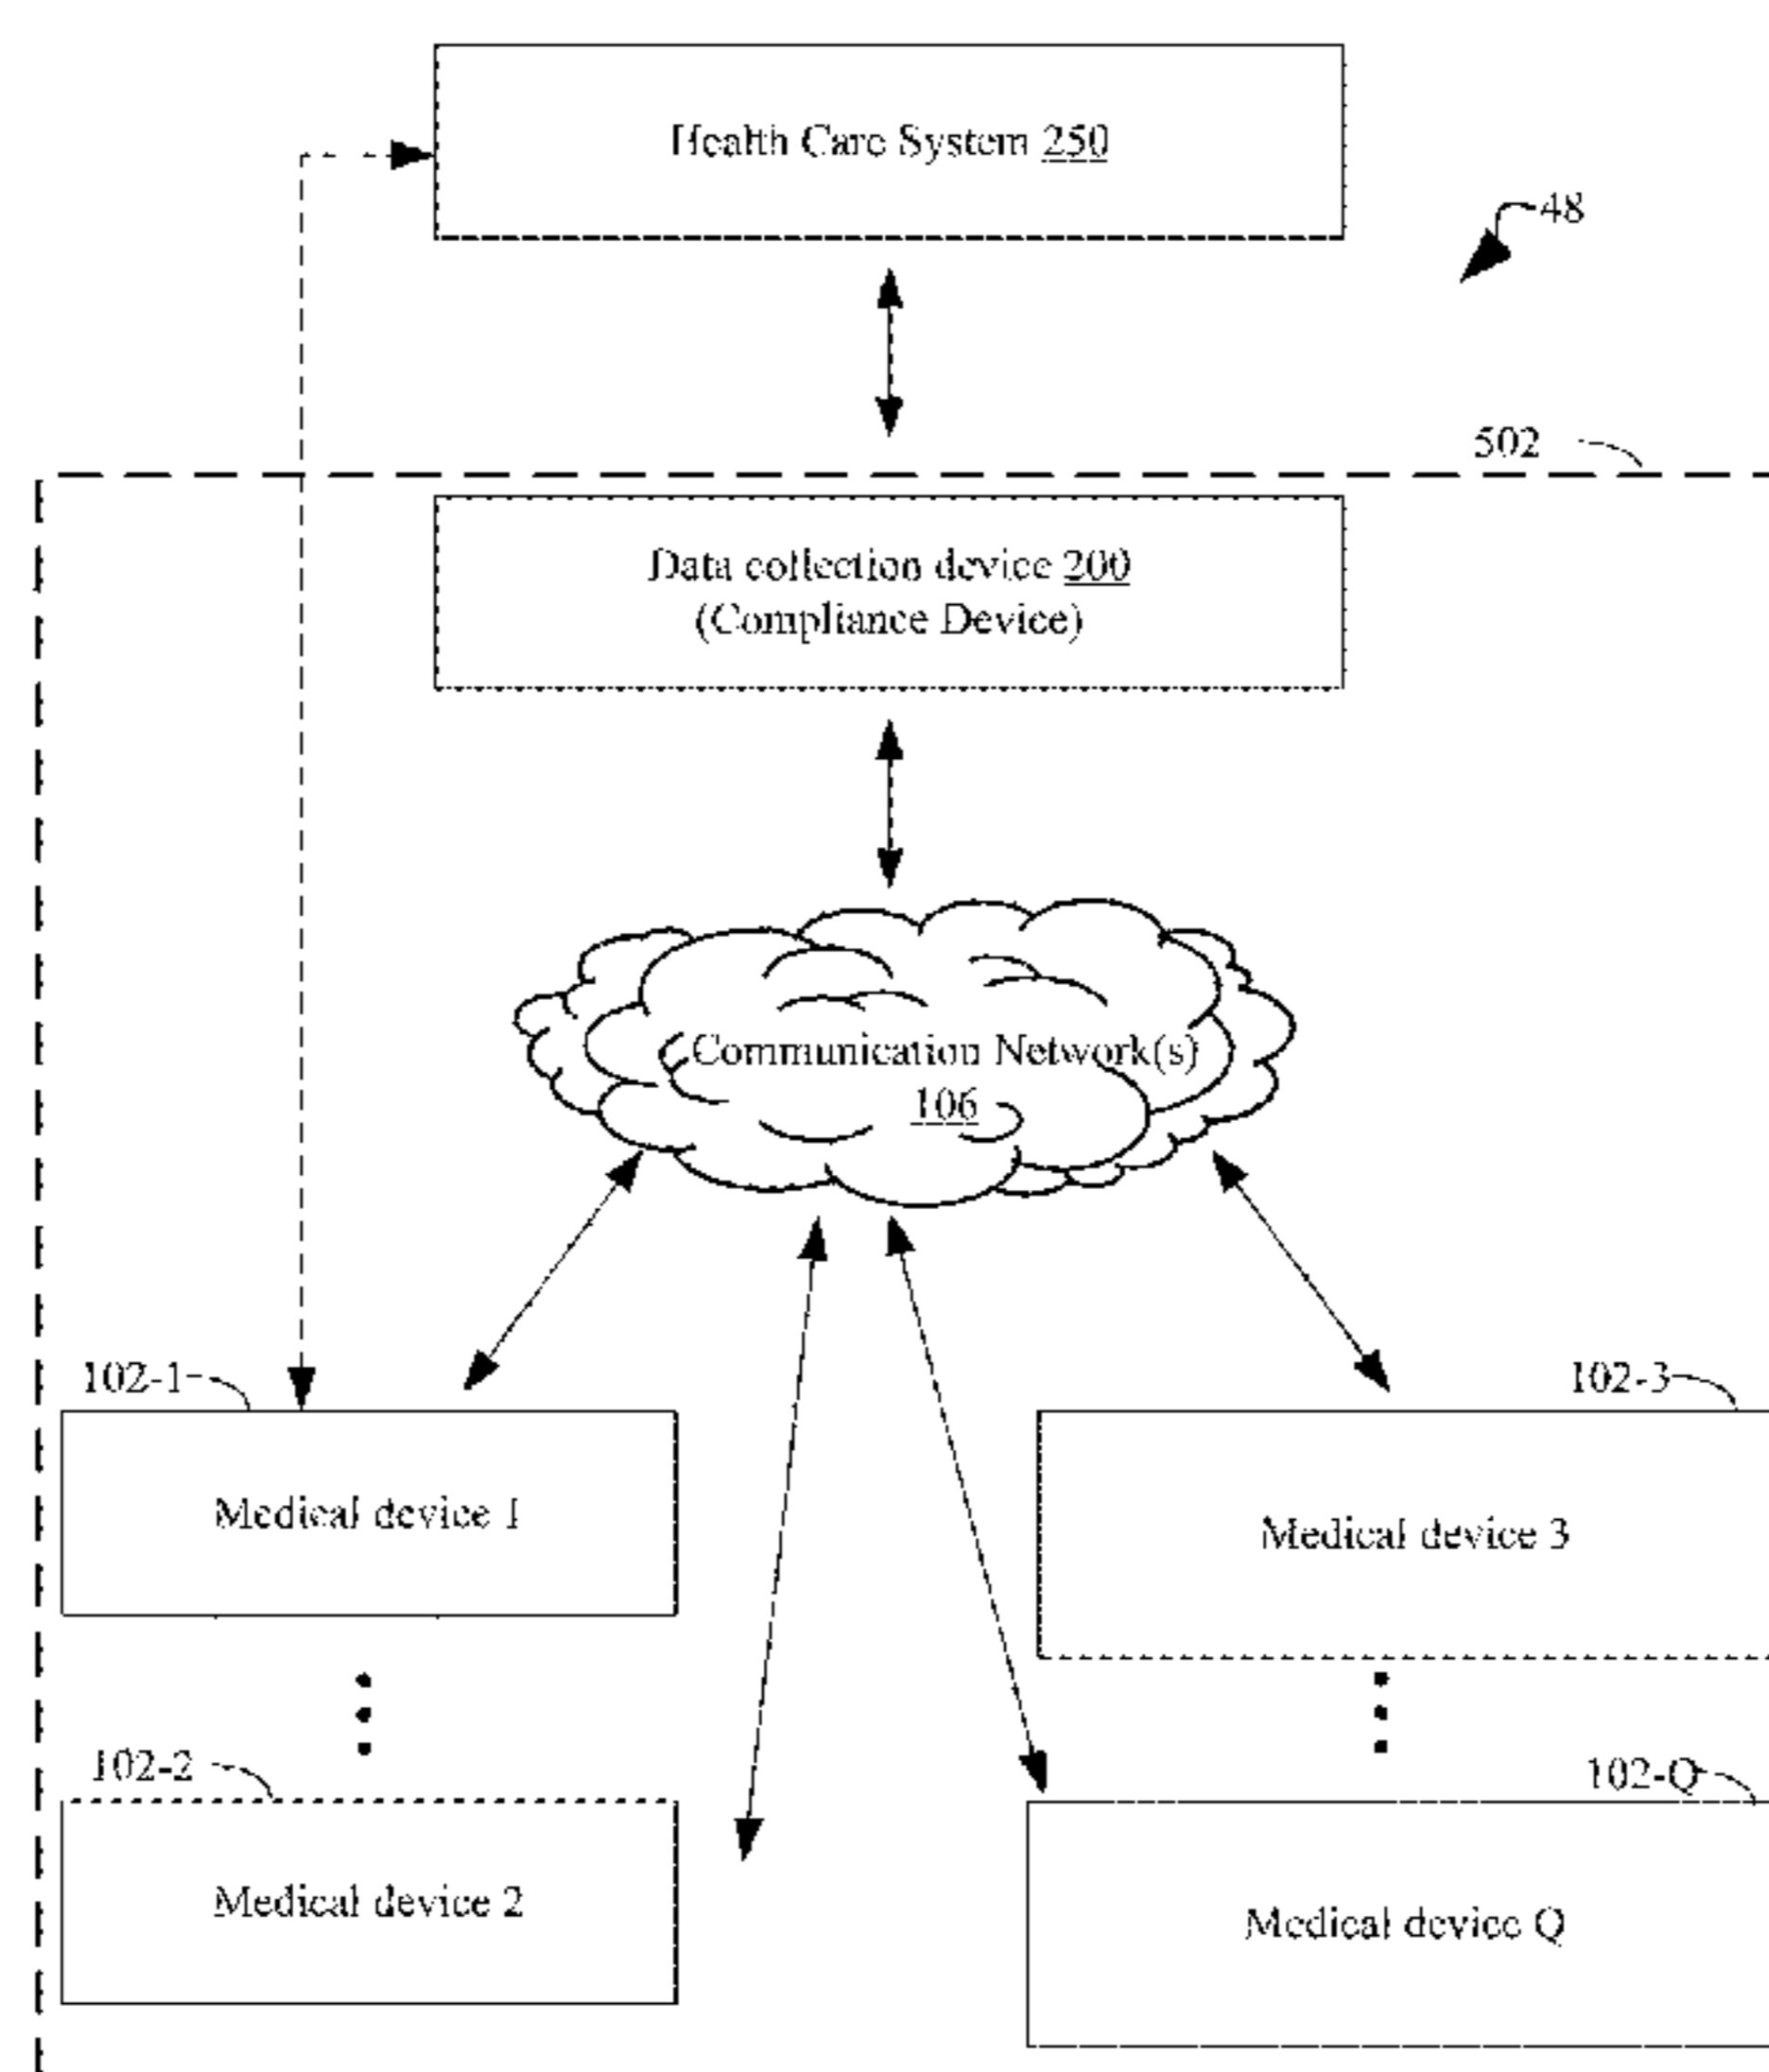 Health Care System 250
48
502
Data collection device 200
(Compliance Device)
Communication Network(s)
106
102-1
102-3
Medical device 1
Medical device 3
102-2
102-Q
Medical device 2
Medical device Q